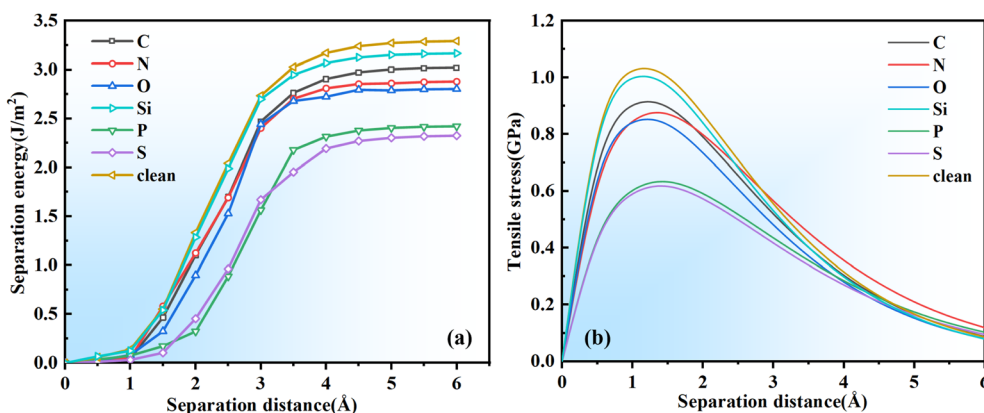 3.5
3.0
2.5
2.0
1.5
1.0
0.5
0.0
Separation energy(J/m²)
C
N
O
Si
P
S
clean
(a)
0 1 2 3 4 5 6
Separation distance(Å)
1.2
1.0
0.8
0.6
0.4
0.2
0.0
Tensile stress(GPa)
C
N
O
Si
P
S
clean
(b)
0 1 2 3 4 5 6
Separation distance(Å)